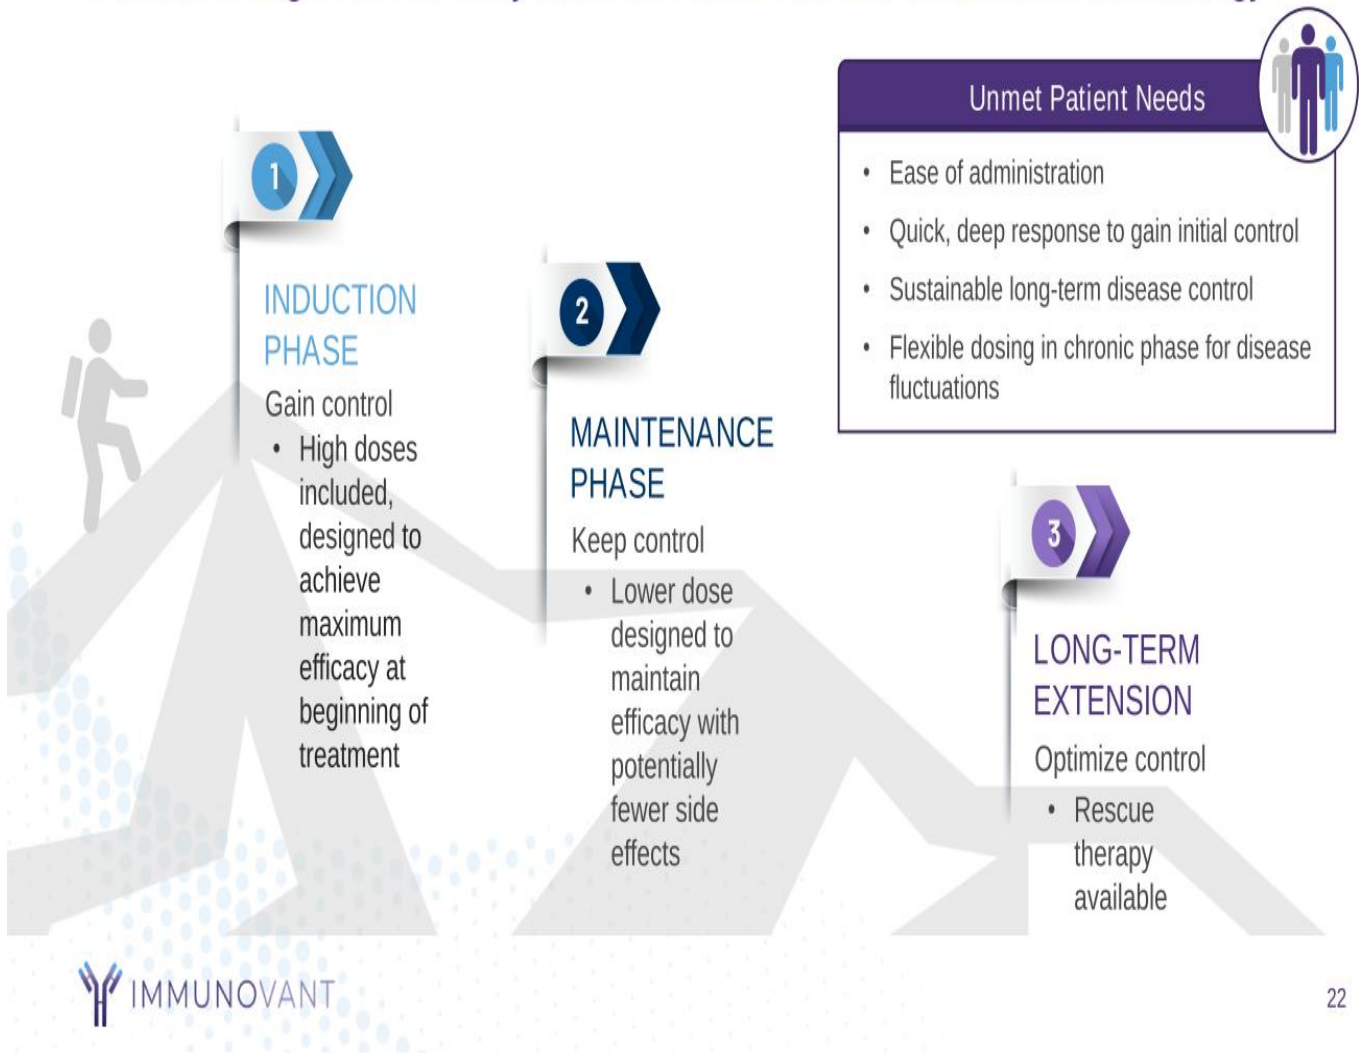 1
INDUCTION
PHASE
Gain control
• High doses
included,
designed to
achieve
maximum
efficacy at
beginning of
treatment
2
MAINTENANCE
PHASE
Keep control
• Lower dose
designed to
maintain
efficacy with
potentially
fewer side
effects
Unmet Patient Needs
• Ease of administration
• Quick, deep response to gain initial control
• Sustainable long-term disease control
• Flexible dosing in chronic phase for disease
fluctuations
3
LONG-TERM
EXTENSION
Optimize control
• Rescue
therapy
available
IMMUNOVANT
22